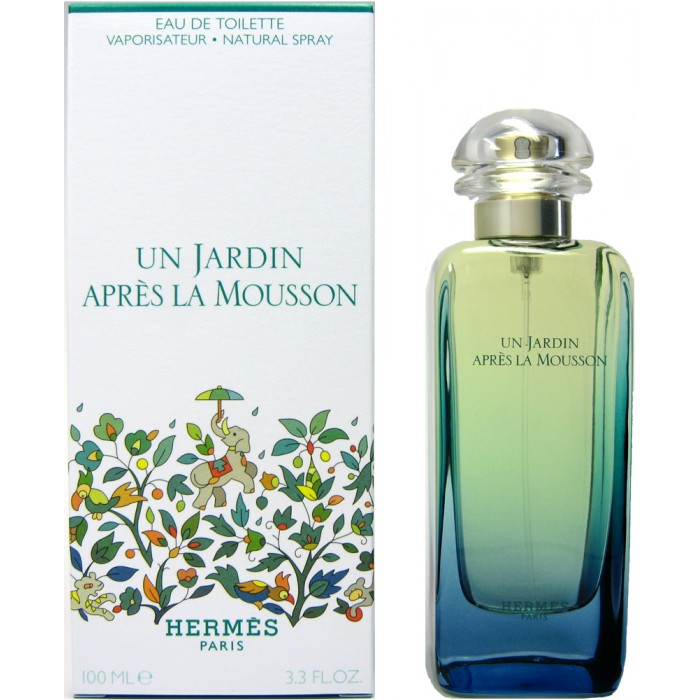 EAU DE TOILETTE
VAPORISATEUR • NATURAL SPRAY
UN JARDIN
APRÈS LA MOUSSON
HERMÈS
PARIS
100 ML ℮
3.3 FL.OZ.
UN JARDIN
APRÈS LA MOUSSON
HERMÈS